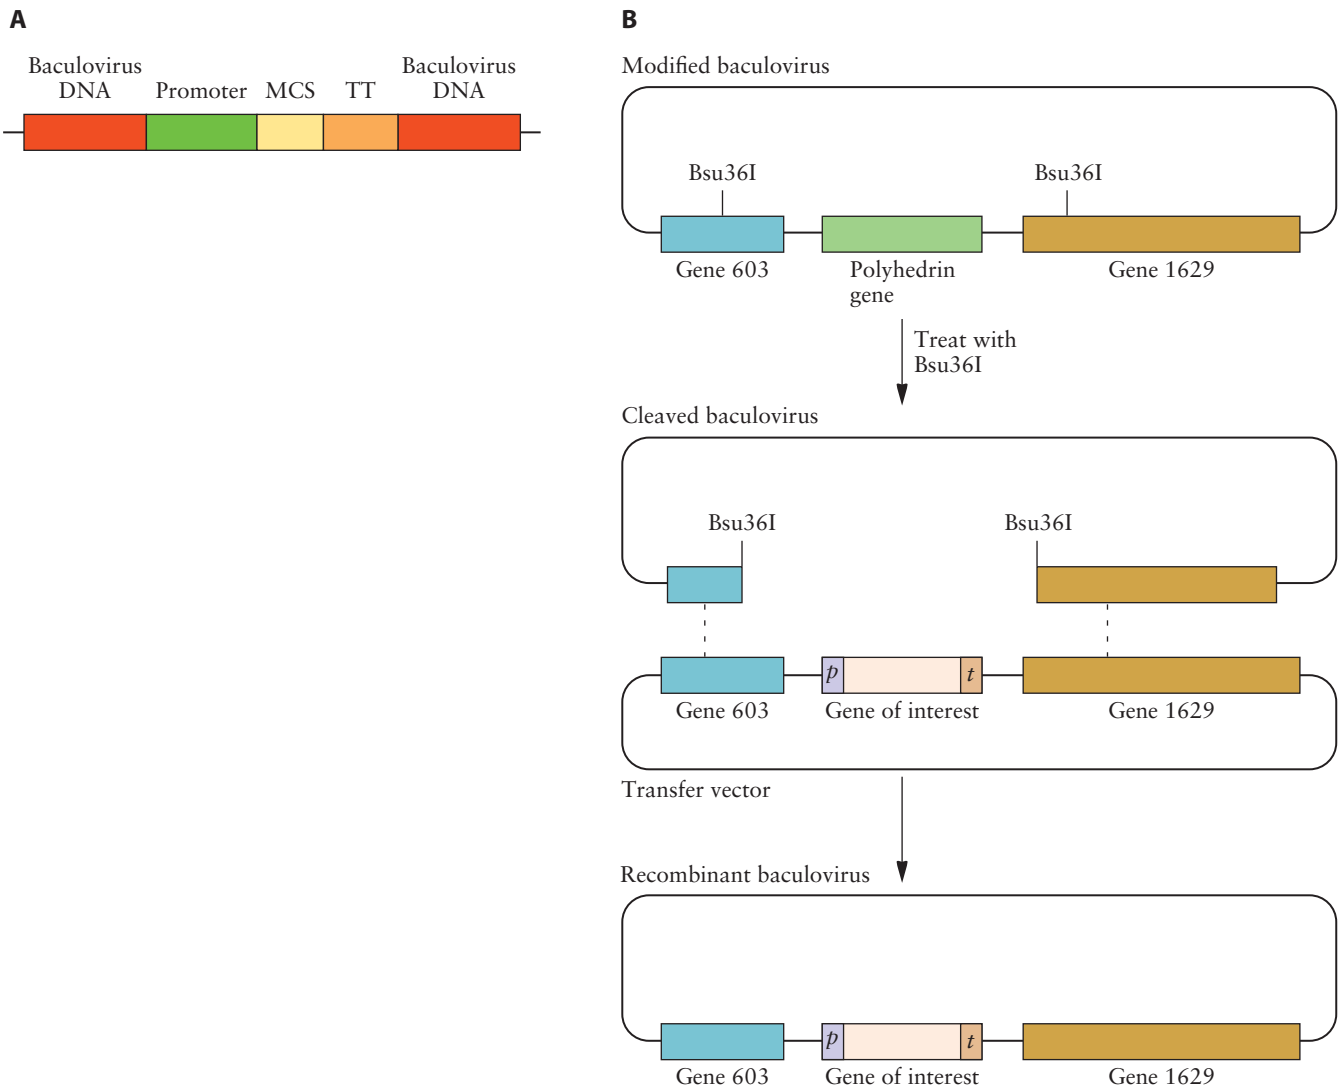 A
Baculovirus
DNA
Promoter
MCS
TT
Baculovirus
DNA
B
Modified baculovirus
Bsu36I
Bsu36I
Gene 603
Polyhedrin
gene
Gene 1629
Treat with
Bsu36I
Cleaved baculovirus
Bsu36I
Bsu36I
p
t
Gene 603
Gene of interest
Gene 1629
Transfer vector
Recombinant baculovirus
p
t
Gene 603
Gene of interest
Gene 1629